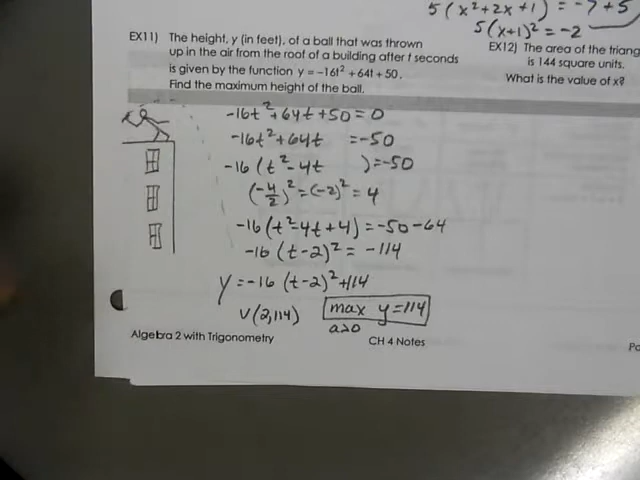 5(x²+2x+1) = -7+5
5(x+1)² = -2
EX11) The height, y (in feet), of a ball that was thrown
up in the air from the roof of a building after t seconds
is given by the function y = -16t² + 64t + 50.
Find the maximum height of the ball.
EX12) The area of the triang
is 144 square units.
What is the value of x?
-16t²+64t+50=0
-16t²+64t =-50
-16(t²-4t )=-50
(-4/2)²=(-2)²=4
-16(t²-4t+4)=-50-64
-16(t-2)²=-114
y=-16(t-2)²+114
V(2,114) max y=114
a>0
Algebra 2 with Trigonometry CH 4 Notes Pa